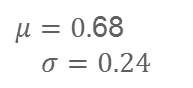 μ = 0.68
σ = 0.24